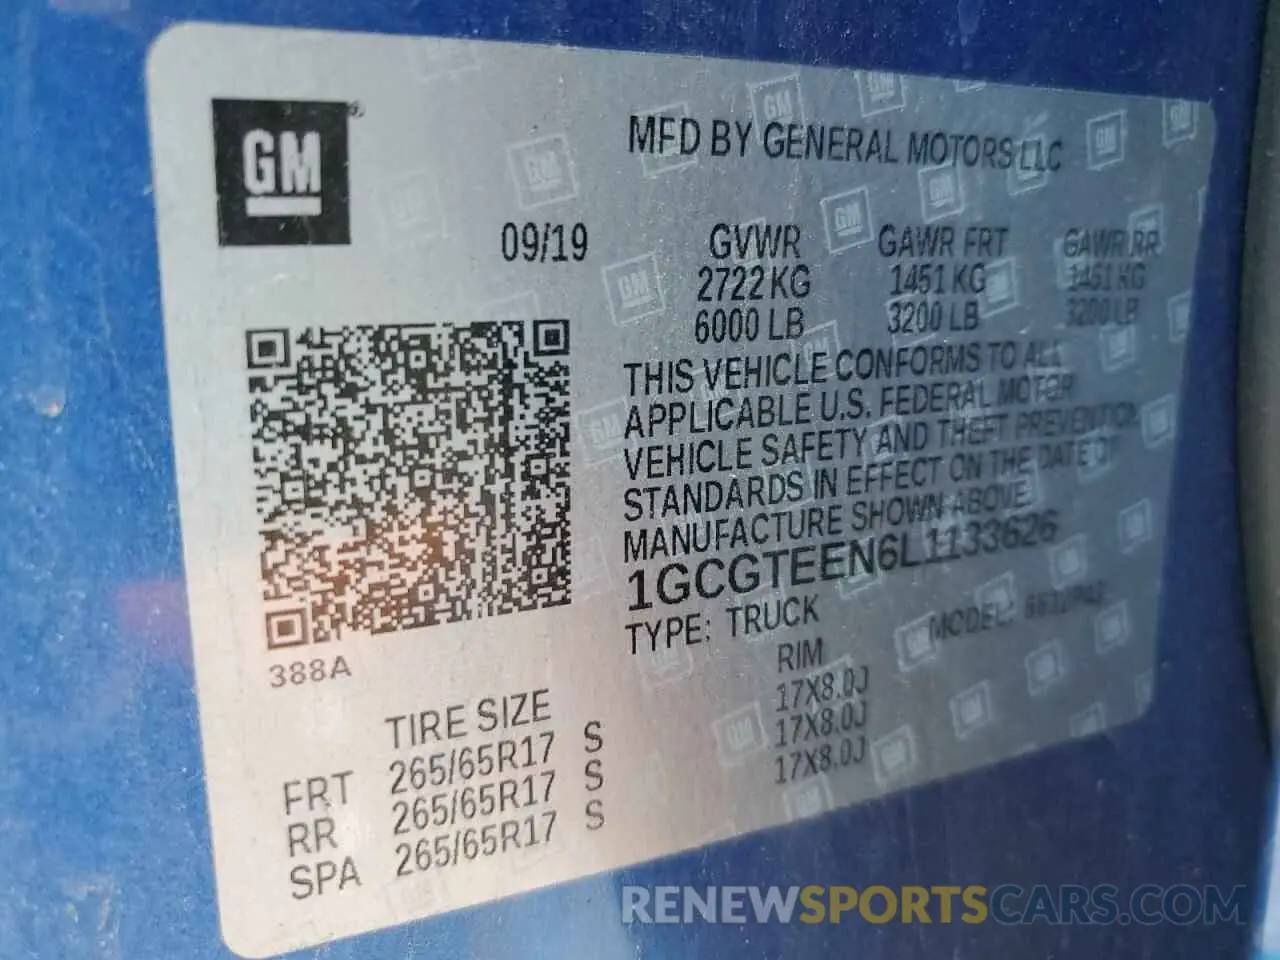 GM
MFD BY GENERAL MOTORS LLC
09/19 GVWR GAWR FRT GAWR RR
2722 KG 1451 KG 1451 KG
6000 LB 3200 LB 3200 LB
THIS VEHICLE CONFORMS TO ALL
APPLICABLE U.S. FEDERAL MOTOR
VEHICLE SAFETY AND THEFT PREVENTION
STANDARDS IN EFFECT ON THE DATE OF
MANUFACTURE SHOWN ABOVE
1GCGTEEN6L1133626
TYPE: TRUCK MODEL:
388A
TIRE SIZE RIM
FRT 265/65R17 S 17X8.0J
RR 265/65R17 S 17X8.0J
SPA 265/65R17 S 17X8.0J
RENEWSPORTSCARS.COM